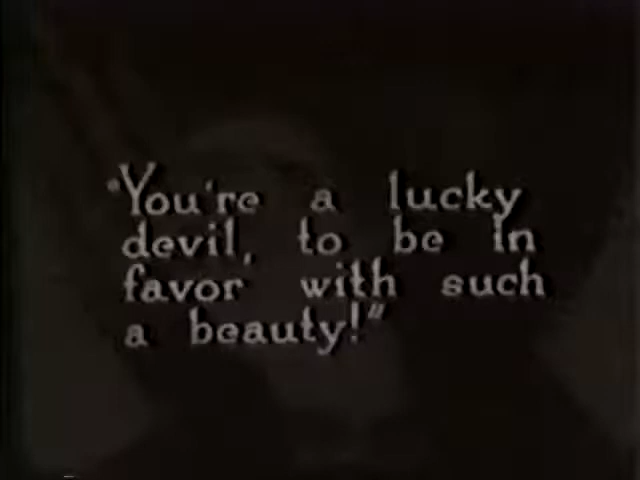 "You're a lucky
devil, to be in
favor with such
a beauty!"